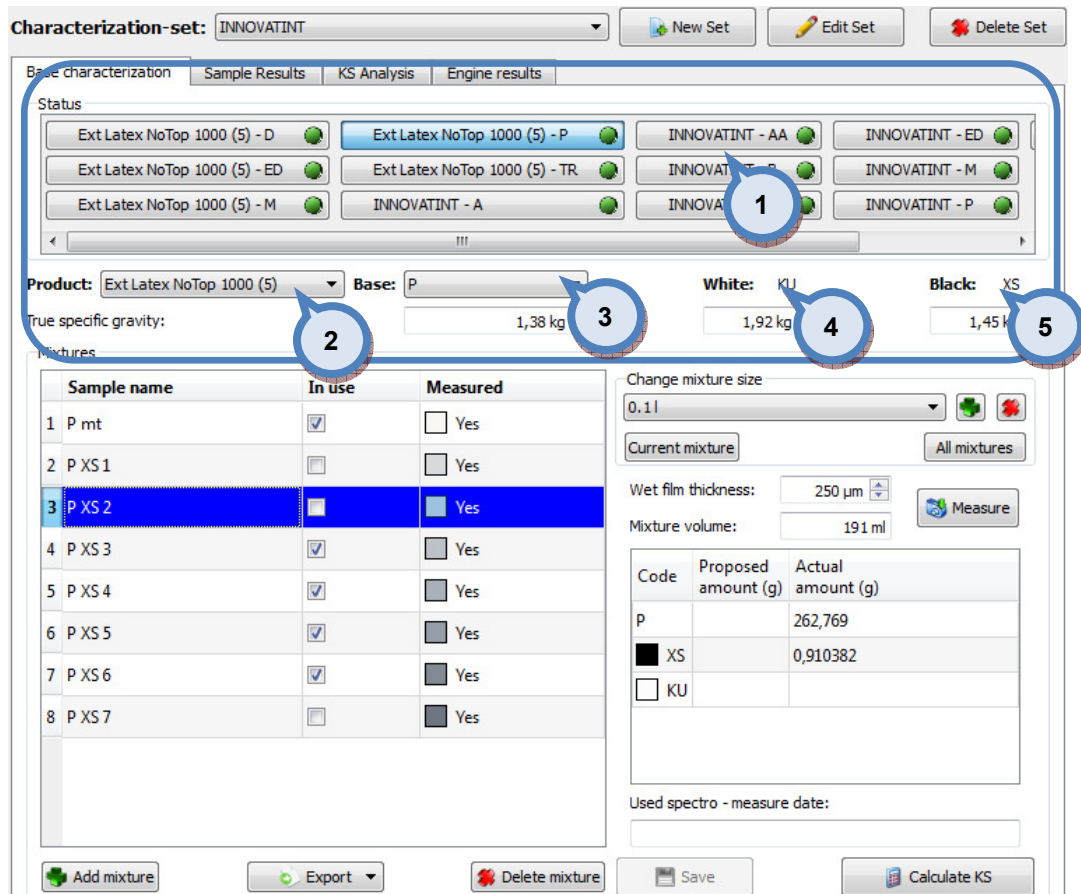 Characterization-set: INNOVATINT New Set Edit Set Delete Set
Base characterization Sample Results KS Analysis Engine results
Status
Ext Latex NoTop 1000 (5) - D Ext Latex NoTop 1000 (5) - P INNOVATINT - AA INNOVATINT - ED
Ext Latex NoTop 1000 (5) - ED Ext Latex NoTop 1000 (5) - TR INNOVATINT INNOVATINT - M
Ext Latex NoTop 1000 (5) - M INNOVATINT - A INNOVATINT - P
1
Product: Ext Latex NoTop 1000 (5) Base: P White: KU Black: XS
True specific gravity: 1,38 kg 1,92 kg 1,45
2
3
4
5
Mixtures
Sample name In use Measured
1 P mt Yes
2 P XS 1 Yes
3 P XS 2 Yes
4 P XS 3 Yes
5 P XS 4 Yes
6 P XS 5 Yes
7 P XS 6 Yes
8 P XS 7 Yes
Change mixture size
0.1 l
Current mixture All mixtures
Wet film thickness: 250 µm
Measure
Mixture volume: 191 ml
Code Proposed amount (g) Actual amount (g)
P 262,769
XS 0,910382
KU
Used spectro - measure date:
Add mixture Export Delete mixture Save Calculate KS